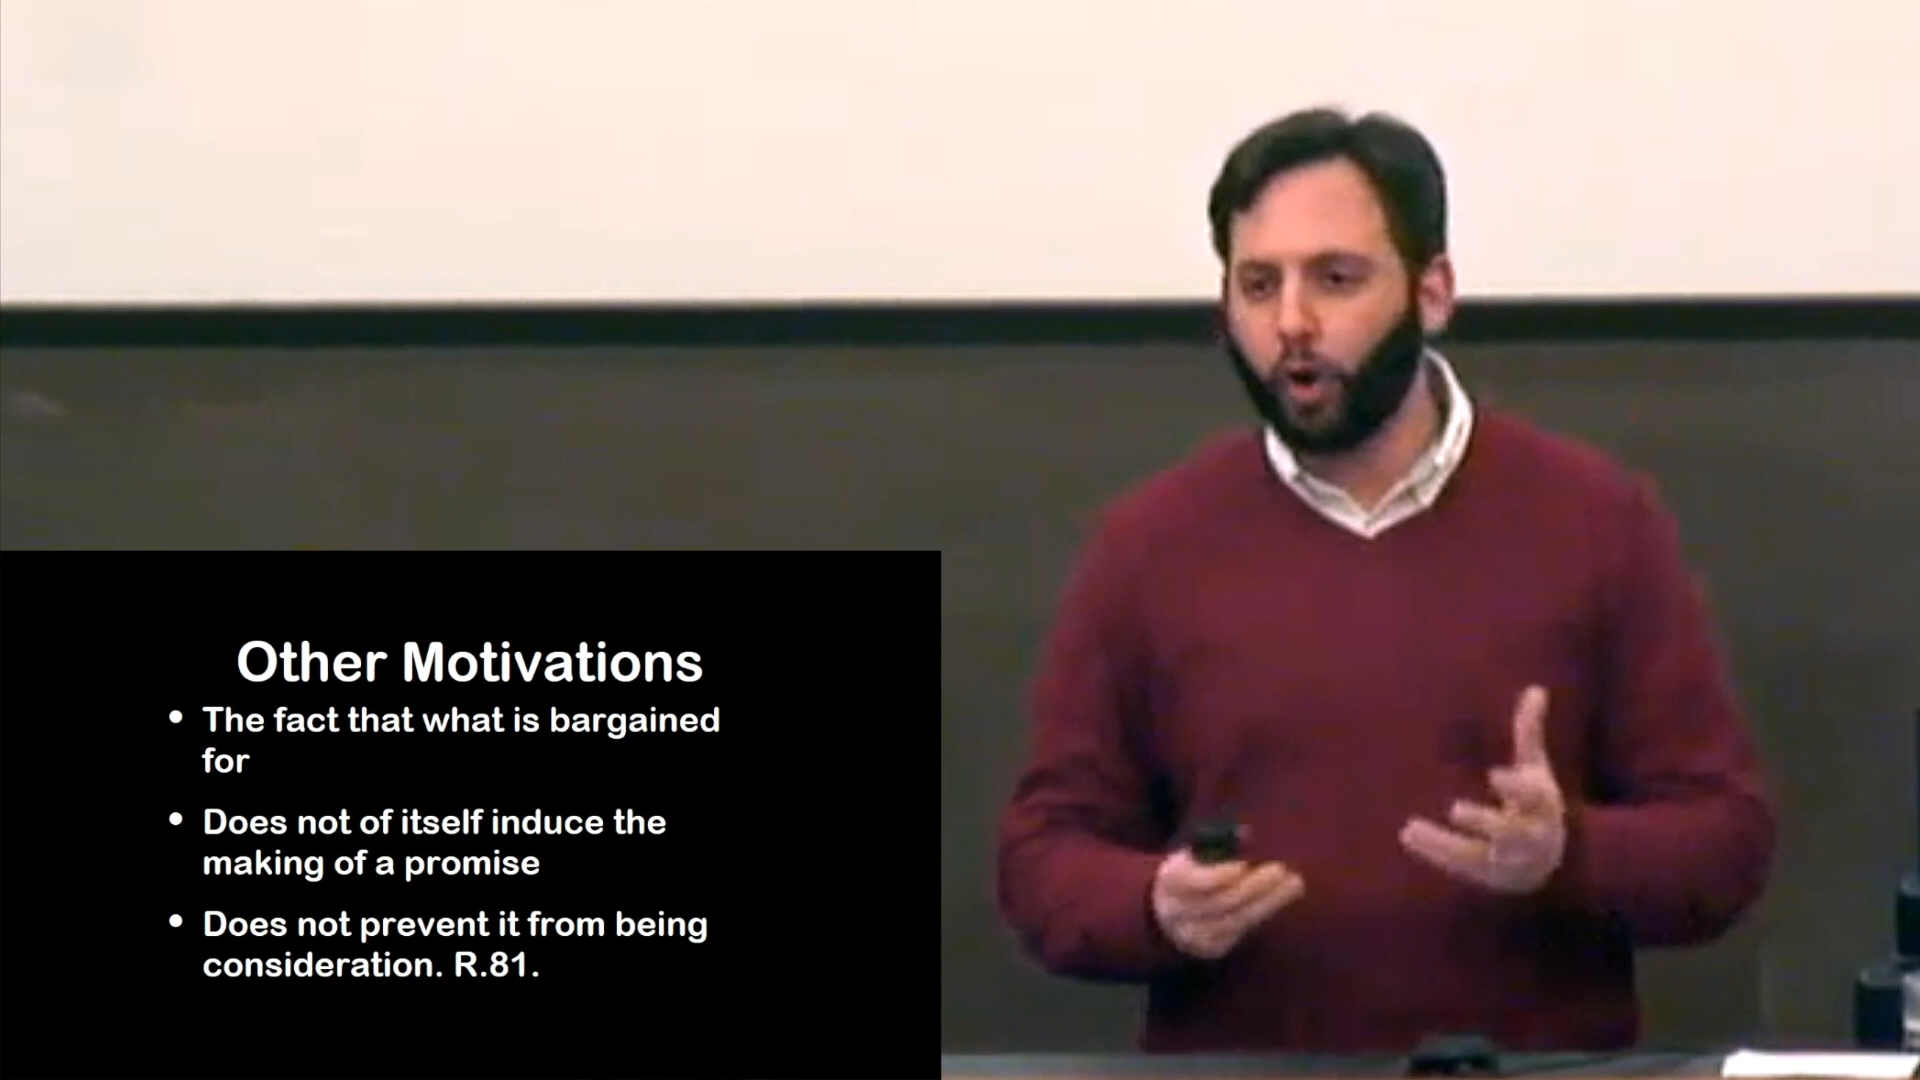 Other Motivations
• The fact that what is bargained
for
• Does not of itself induce the
making of a promise
• Does not prevent it from being
consideration. R.81.